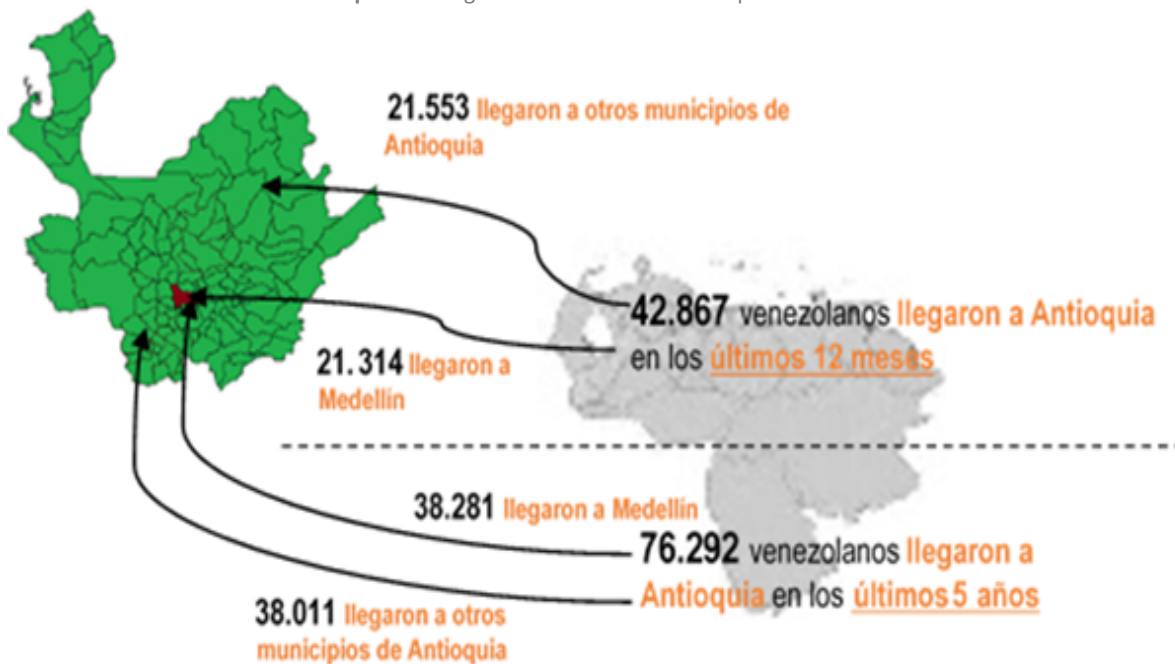 21.553 llegaron a otros municipios de
Antioquia
42.867 venezolanos llegaron a Antioquia
en los últimos 12 meses
21.314 llegaron a
Medellín
38.281 llegaron a Medellín
76.292 venezolanos llegaron a
Antioquia en los últimos 5 años
38.011 llegaron a otros
municipios de Antioquia